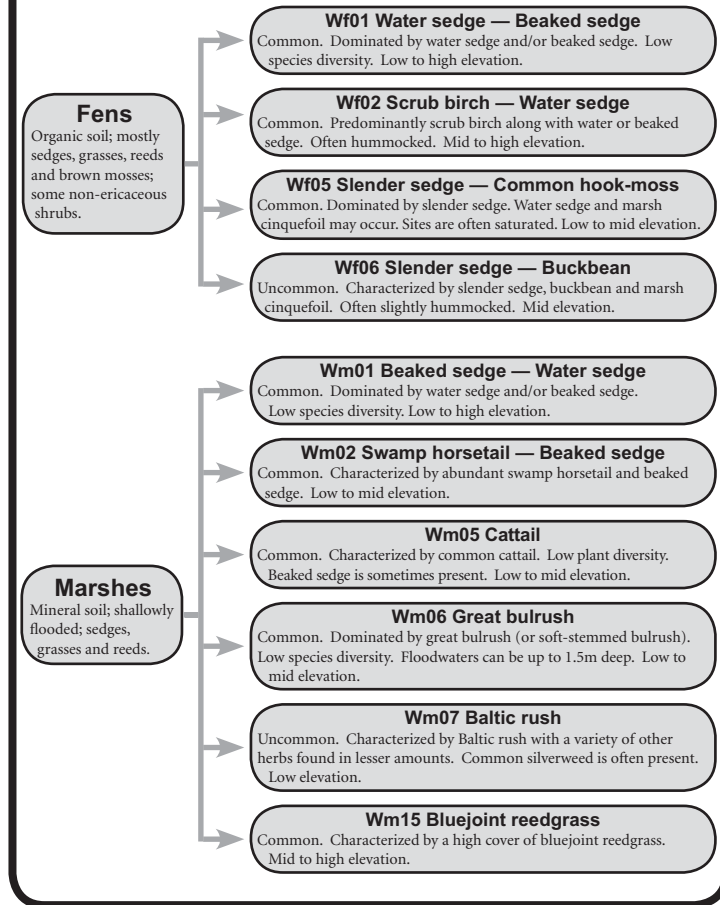 Wf01 Water sedge — Beaked sedge
Common. Dominated by water sedge and/or beaked sedge. Low
species diversity. Low to high elevation.
Fens
Organic soil; mostly
sedges, grasses, reeds
and brown mosses;
some non-ericaceous
shrubs.
Wf02 Scrub birch — Water sedge
Common. Predominantly scrub birch along with water or beaked
sedge. Often hummocked. Mid to high elevation.
Wf05 Slender sedge — Common hook-moss
Common. Dominated by slender sedge. Water sedge and marsh
cinquefoil may occur. Sites are often saturated. Low to mid elevation.
Wf06 Slender sedge — Buckbean
Uncommon. Characterized by slender sedge, buckbean and marsh
cinquefoil. Often slightly hummocked. Mid elevation.
Marshes
Mineral soil; shallowly
flooded; sedges,
grasses and reeds.
Wm01 Beaked sedge — Water sedge
Common. Dominated by water sedge and/or beaked sedge.
Low species diversity. Low to high elevation.
Wm02 Swamp horsetail — Beaked sedge
Common. Characterized by abundant swamp horsetail and beaked
sedge. Low to mid elevation.
Wm05 Cattail
Common. Characterized by common cattail. Low plant diversity.
Beaked sedge is sometimes present. Low to mid elevation.
Wm06 Great bulrush
Common. Dominated by great bulrush (or soft-stemmed bulrush).
Low species diversity. Floodwaters can be up to 1.5m deep. Low to
mid elevation.
Wm07 Baltic rush
Uncommon. Characterized by Baltic rush with a variety of other
herbs found in lesser amounts. Common silverweed is often present.
Low elevation.
Wm15 Bluejoint reedgrass
Common. Characterized by a high cover of bluejoint reedgrass.
Mid to high elevation.